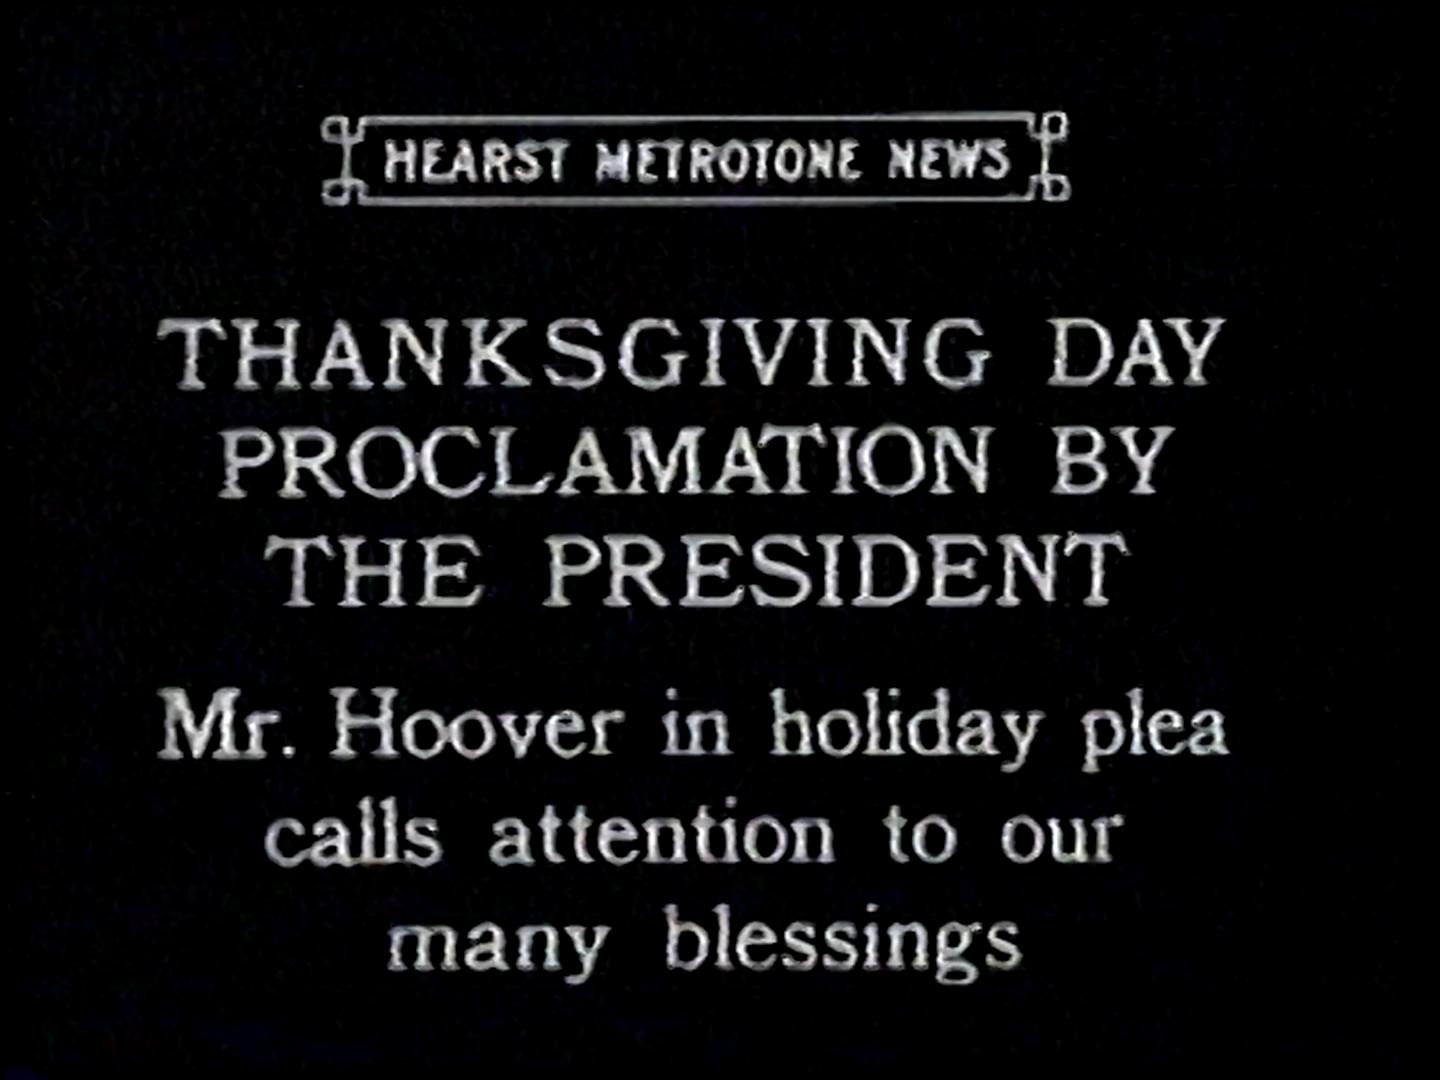 HEARST METROTONE NEWS
THANKSGIVING DAY
PROCLAMATION BY
THE PRESIDENT
Mr. Hoover in holiday plea
calls attention to our
many blessings